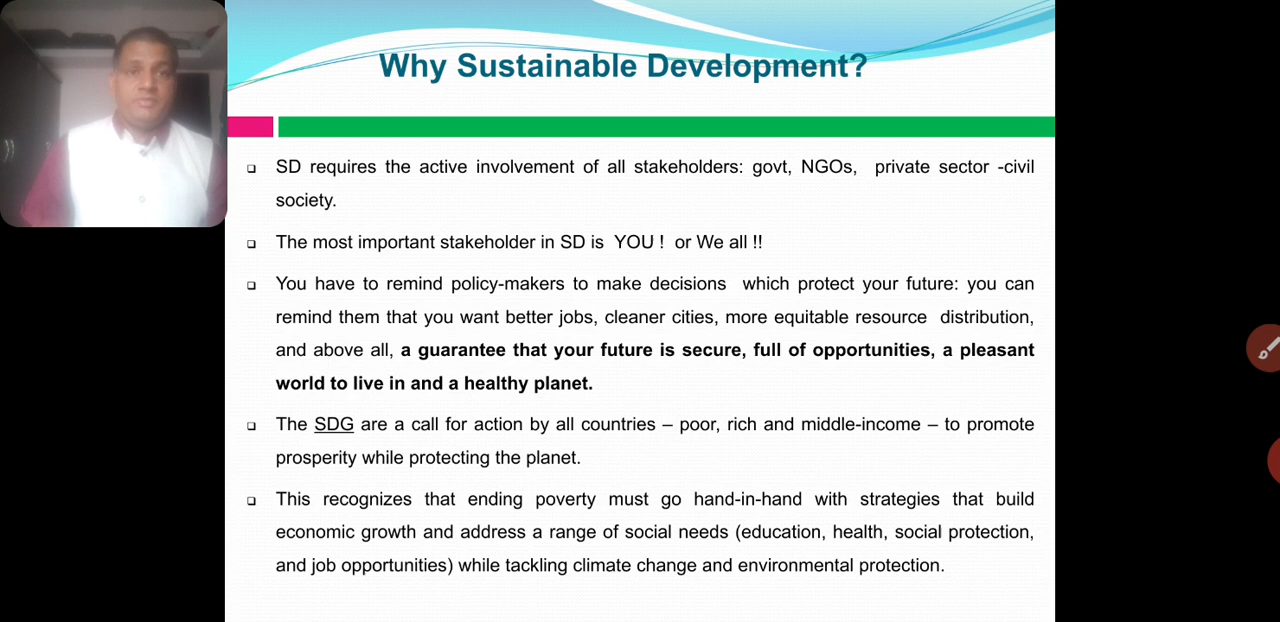 Why Sustainable Development?
SD requires the active involvement of all stakeholders: govt, NGOs, private sector -civil
society.
The most important stakeholder in SD is YOU ! or We all !!
You have to remind policy-makers to make decisions which protect your future: you can
remind them that you want better jobs, cleaner cities, more equitable resource distribution,
and above all, a guarantee that your future is secure, full of opportunities, a pleasant
world to live in and a healthy planet.
The SDG are a call for action by all countries – poor, rich and middle-income – to promote
prosperity while protecting the planet.
This recognizes that ending poverty must go hand-in-hand with strategies that build
economic growth and address a range of social needs (education, health, social protection,
and job opportunities) while tackling climate change and environmental protection.